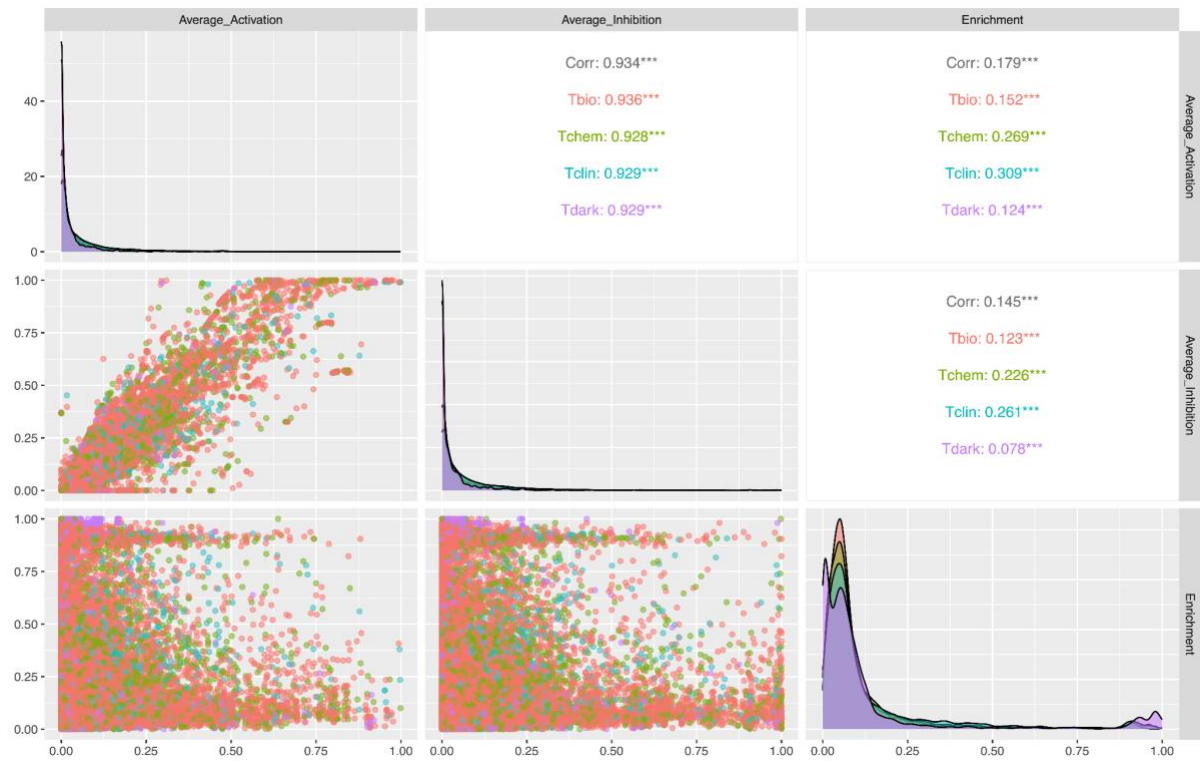 Average_Activation
Average_Inhibition
Enrichment
40
20
0
Corr: 0.934***
Tbio: 0.936***
Tchem: 0.928***
Tclin: 0.929***
Tdark: 0.929***
Corr: 0.179***
Tbio: 0.152***
Tchem: 0.269***
Tclin: 0.309***
Tdark: 0.124***
Average_Activation
1.00
0.75
0.50
0.25
0.00
Corr: 0.145***
Tbio: 0.123***
Tchem: 0.226***
Tclin: 0.261***
Tdark: 0.078***
Average_Inhibition
1.00
0.75
0.50
0.25
0.00
Enrichment
0.00 0.25 0.50 0.75 1.00 0.00 0.25 0.50 0.75 1.00 0.00 0.25 0.50 0.75 1.00